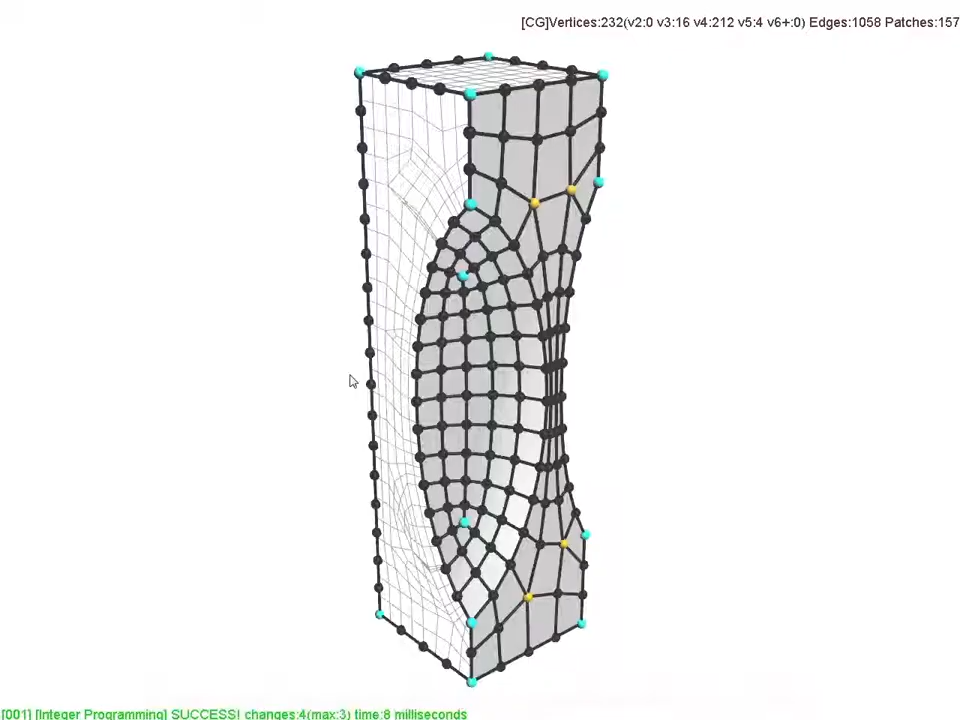 [CG]Vertices:232(v2:0 v3:16 v4:212 v5:4 v6+:0) Edges:1058 Patches:157
[001] [Integer Programming] SUCCESS! changes:4(max:3) time:8 milliseconds